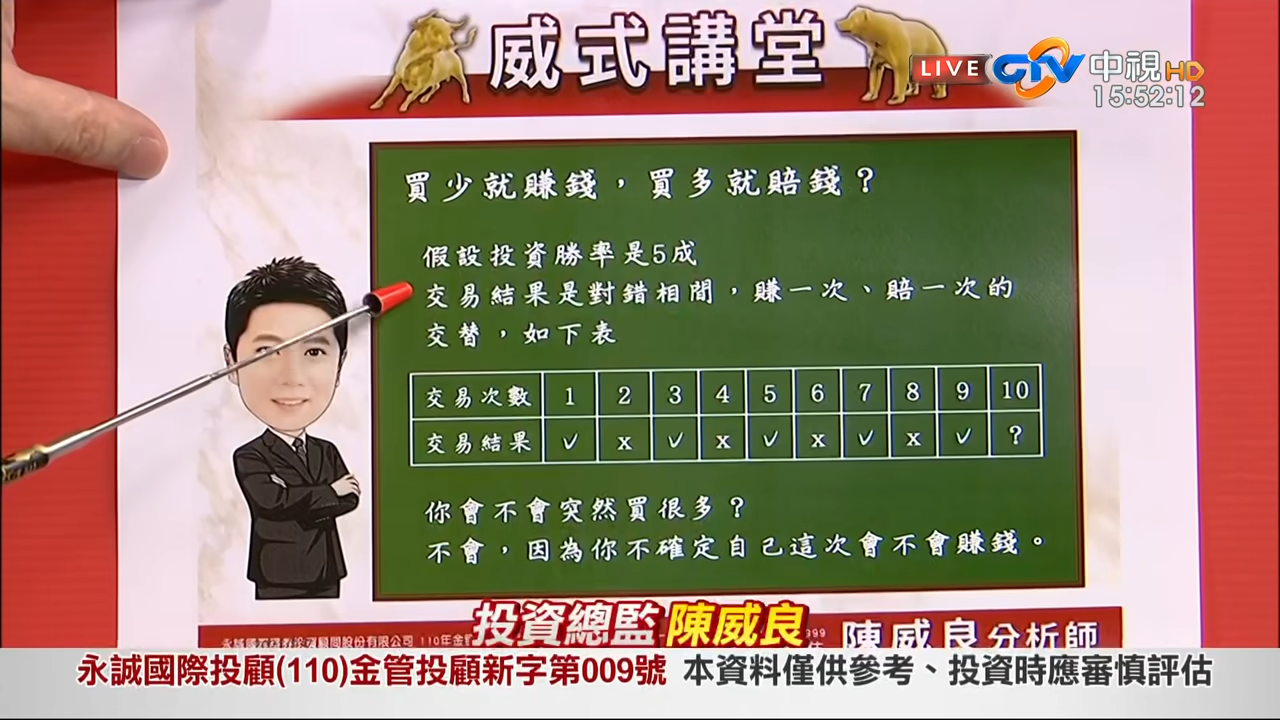 威式講堂
LIVE CTV 中視HD
15:52:12
買少就賺錢，買多就賠錢？
假設投資勝率是5成
交易結果是對錯相間，賺一次、賠一次的
交替，如下表
交易次數 1 2 3 4 5 6 7 8 9 10
交易結果 ✓ x ✓ x ✓ x ✓ x ✓ ?
你會不會突然買很多？
不會，因為你不確定自己這次會不會賺錢。
投資總監 陳威良
陳威良分析師
永誠國際投顧(110)金管投顧新字第009號 本資料僅供參考、投資時應審慎評估